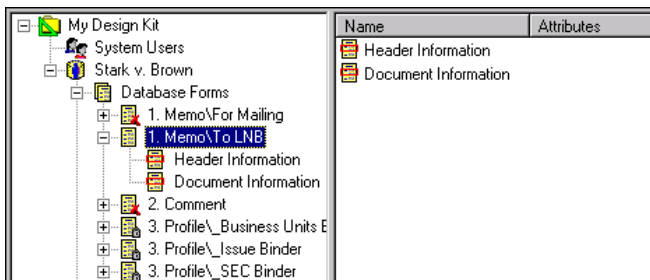 My Design Kit
System Users
Stark v. Brown
Database Forms
1. Memo\For Mailing
1. Memo\To LNB
Header Information
Document Information
2. Comment
3. Profile\_Business Units
3. Profile\_Issue Binder
3. Profile\_SEC Binder
Name Attributes
Header Information
Document Information